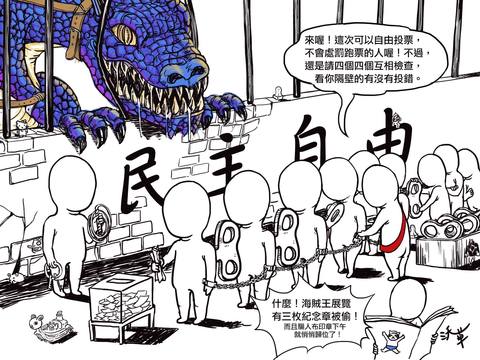 來喔！這次可以自由投票，
不會處罰跑票的人喔！不過，
還是請四個四個互相檢查，
看你隔壁的有沒有投錯。
民主自由
什麼！海賊王展覽
有三枚紀念章被偷！
而且騙人布印章下午
就悄悄歸位了！